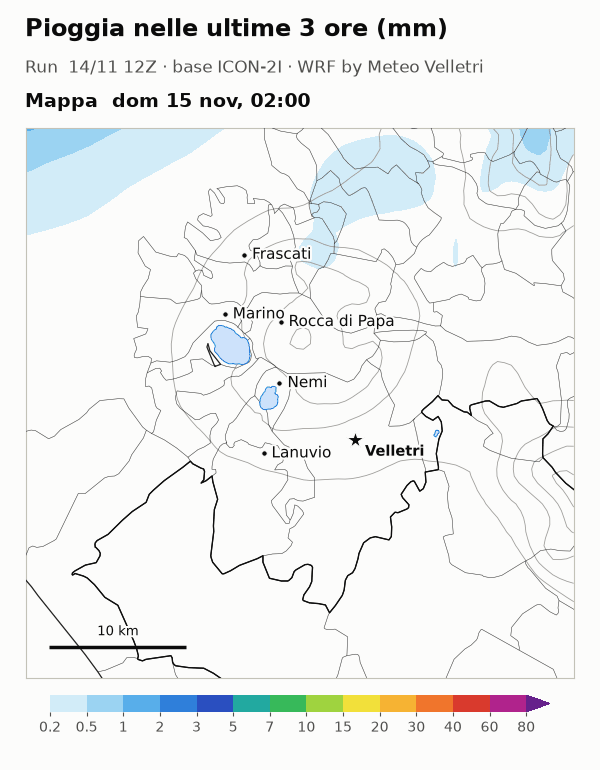 Pioggia nelle ultime 3 ore (mm)
Run 14/11 12Z · base ICON-2I · WRF by Meteo Velletri
Mappa dom 15 nov, 02:00
Frascati
Marino
Rocca di Papa
Nemi
Velletri
Lanuvio
10 km
0.2 0.5 1 2 3 5 7 10 15 20 30 40 60 80